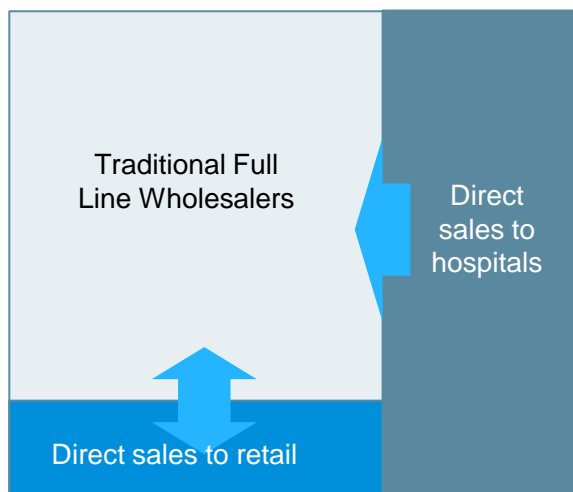 Traditional Full
Line Wholesalers
Direct
sales to
hospitals
Direct sales to retail